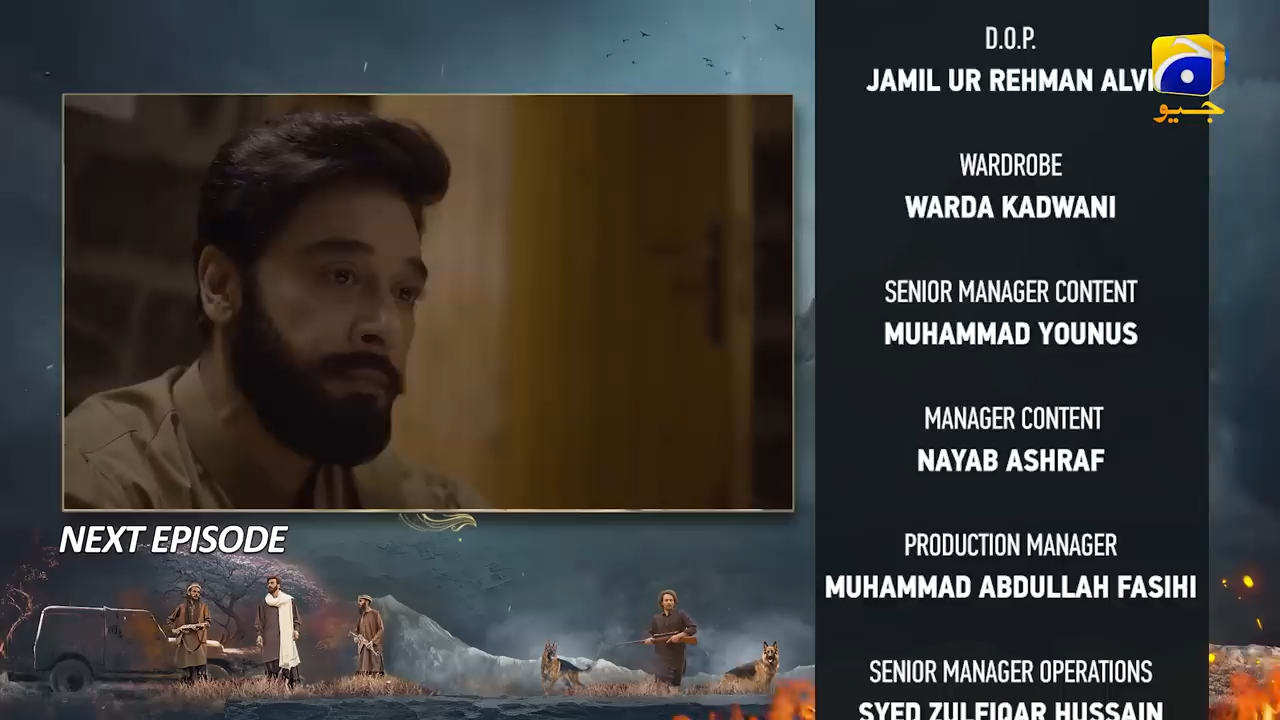 D.O.P.
JAMIL UR REHMAN ALVI
جیو
WARDROBE
WARDA KADWANI
SENIOR MANAGER CONTENT
MUHAMMAD YOUNUS
MANAGER CONTENT
NAYAB ASHRAF
NEXT EPISODE
PRODUCTION MANAGER
MUHAMMAD ABDULLAH FASIHI
SENIOR MANAGER OPERATIONS
SYED ZULFIQAR HUSSAIN